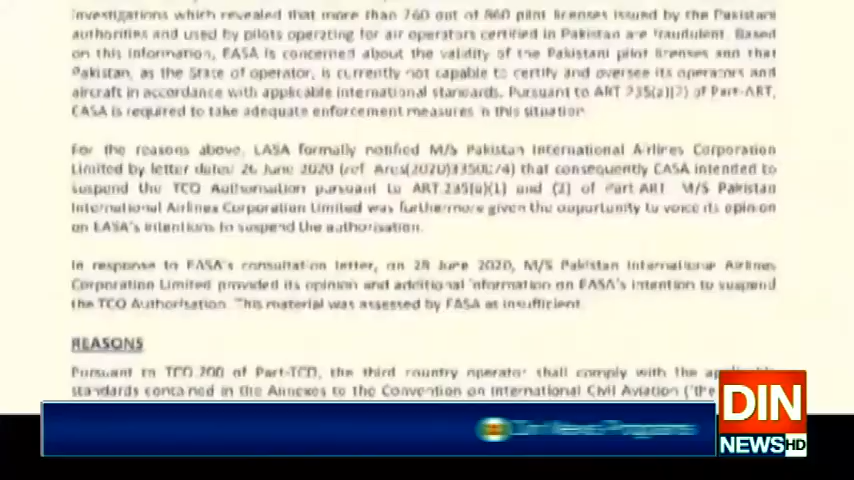 investigations which revealed that more than 260 out of 860 pilot licenses issued by the Pakistani
authorities and used by pilots operating for air operators certified in Pakistan are fraudulent. Based
on this information, EASA is concerned about the validity of the Pakistani pilot licenses and that
Pakistan, as the State of operator, is currently not capable to certify and oversee its operators and
aircraft in accordance with applicable international standards. Pursuant to ART 235(a)(2) of Part-ART,
EASA is required to take adequate enforcement measures in this situation
For the reasons above, EASA formally notified M/S Pakistan International Airlines Corporation
Limited by letter dated 26 June 2020 (ref that consequently EASA intended to
suspend the TCO Authorisation pursuant to ART.235(a)(1) and (2) of Part ART M/S Pakistan
International Airlines Corporation Limited was furthermore given the opportunity to voice its opinion
on EASA's intentions to suspend the authorisation.
In response to EASA's consultation letter, on 28 June 2020, M/S Pakistan International Airlines
Corporation Limited provided its opinion and additional information on EASA's intention to suspend
the TCO Authorisation. This material was assessed by EASA as insufficient.
REASONS
Pursuant to TCO.200 of Part-TCO, the third country operator shall comply with the
standards contained in the Annexes to the Convention on International Civil Aviation ('the
Din News Programs
DIN
NEWS HD